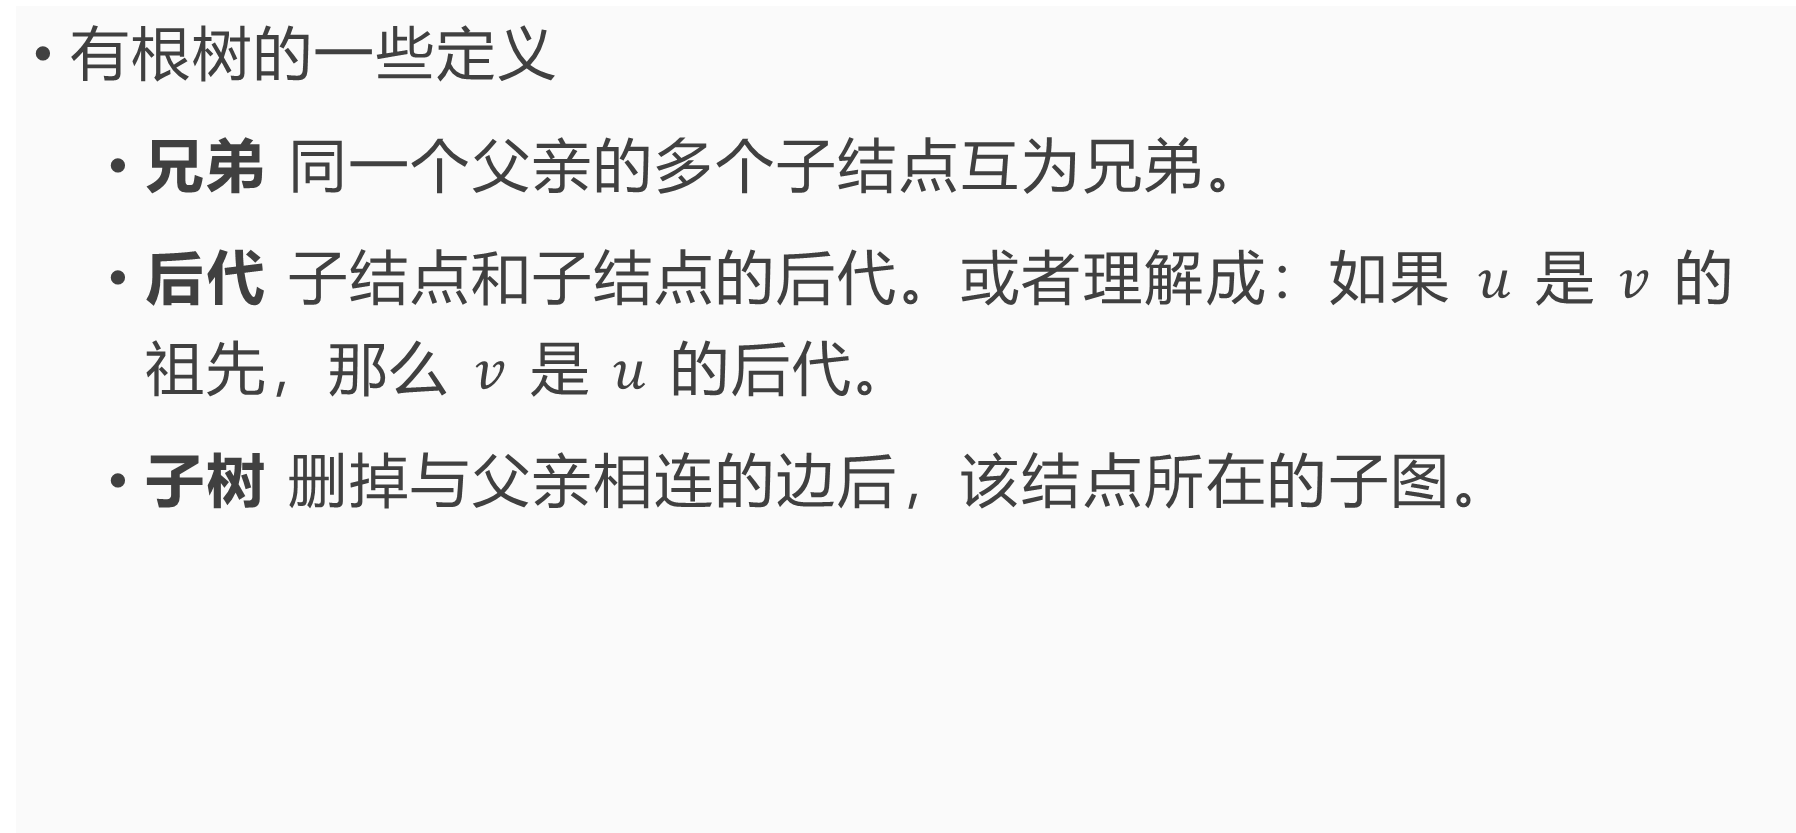 • 有根树的一些定义
• 兄弟 同一个父亲的多个子结点互为兄弟。
• 后代 子结点和子结点的后代。或者理解成：如果 u 是 v 的
祖先，那么 v 是 u 的后代。
• 子树 删掉与父亲相连的边后，该结点所在的子图。